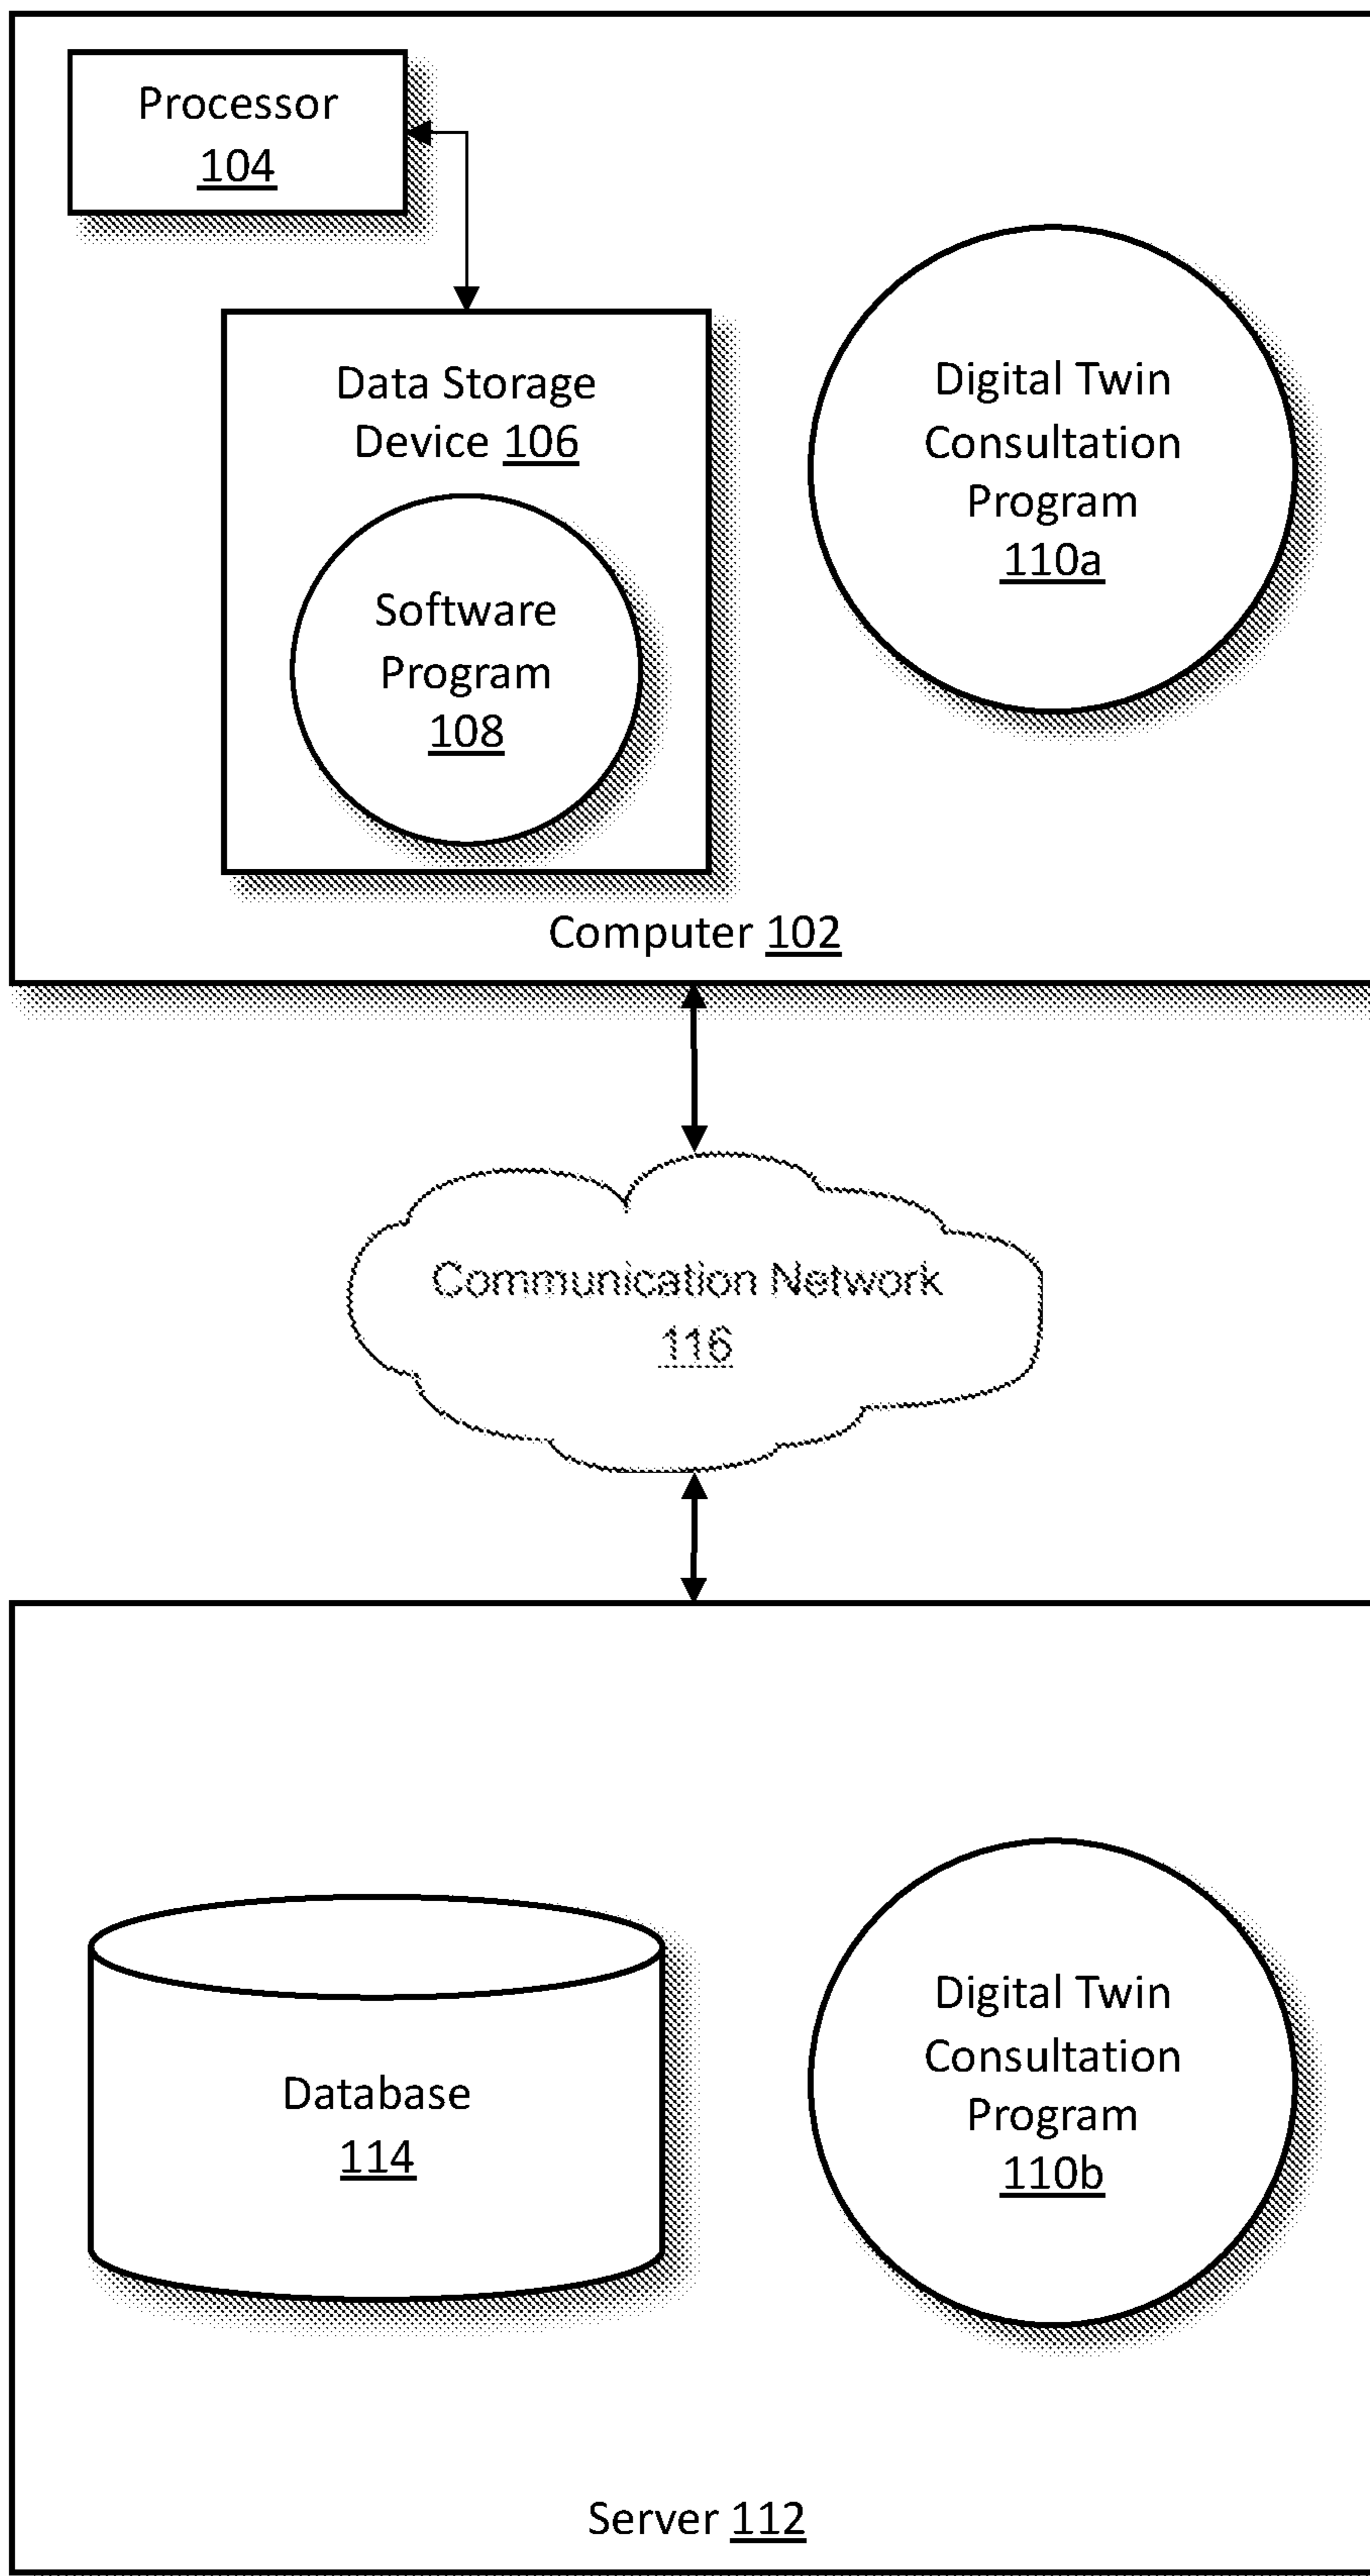 Processor
104
Data Storage
Device 106
Software
Program
108
Digital Twin
Consultation
Program
110a
Computer 102
Communication Network
116
Database
114
Digital Twin
Consultation
Program
110b
Server 112